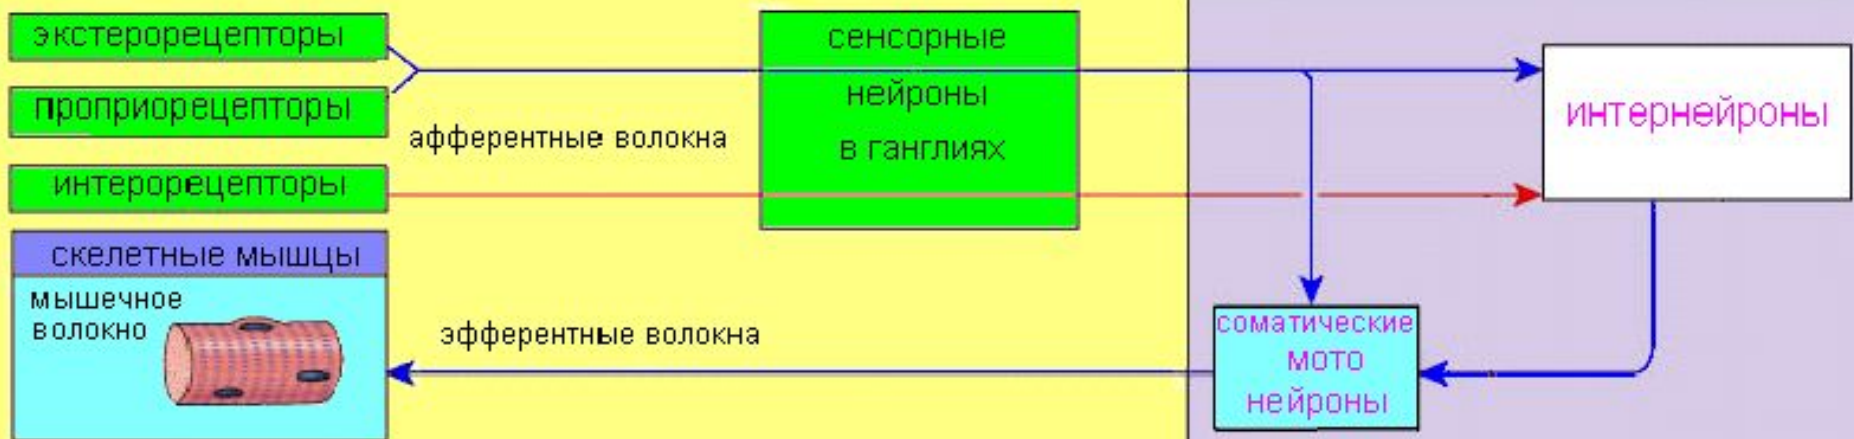 экстерорецепторы
проприорецепторы
интерорецепторы
афферентные волокна
сенсорные
нейроны
в ганглиях
интернейроны
скелетные мышцы
мышечное
волокно
эфферентные волокна
соматические
мото
нейроны